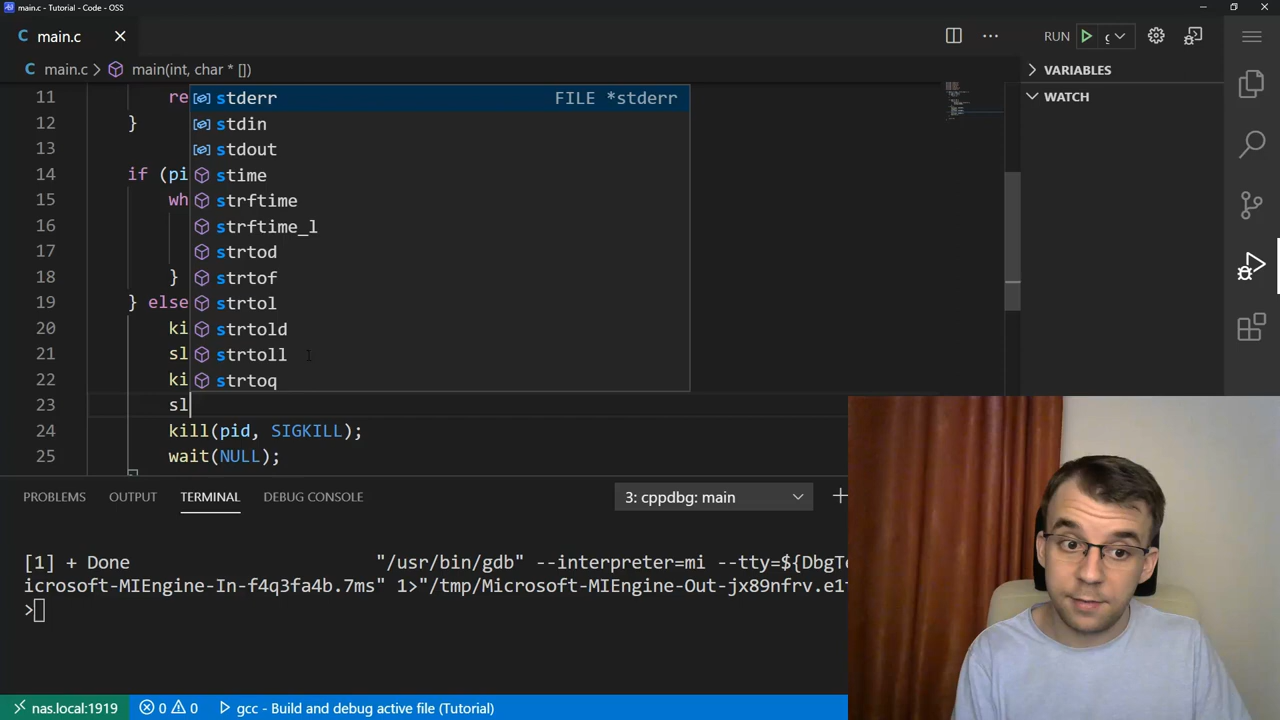 main.c - Tutorial - Code - OSS
C main.c
RUN
C main.c > main(int, char * [])
VARIABLES
WATCH
11 re
12 }
13
14 if (pi
15 wh
16
17
18 }
19 } else
20 ki
21 sl
22 ki
23 sl
24 kill(pid, SIGKILL);
25 wait(NULL);
stderr FILE *stderr
stdin
stdout
stime
strftime
strftime_l
strtod
strtof
strtol
strtold
strtoll
strtoq
PROBLEMS OUTPUT TERMINAL DEBUG CONSOLE 3: cppdbg: main
[1] + Done "/usr/bin/gdb" --interpreter=mi --tty=${DbgTe
icrosoft-MIEngine-In-f4q3fa4b.7ms" 1>"/tmp/Microsoft-MIEngine-Out-jx89nfrv.e1
>
nas.local:1919 0 0 gcc - Build and debug active file (Tutorial)